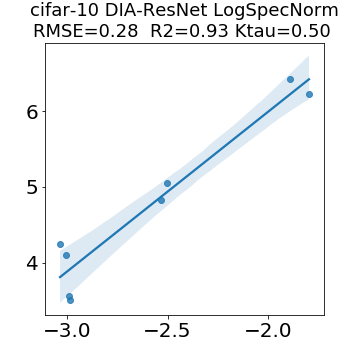 cifar-10 DIA-ResNet LogSpecNorm
RMSE=0.28 R2=0.93 Ktau=0.50
6
5
4
−3.0 −2.5 −2.0